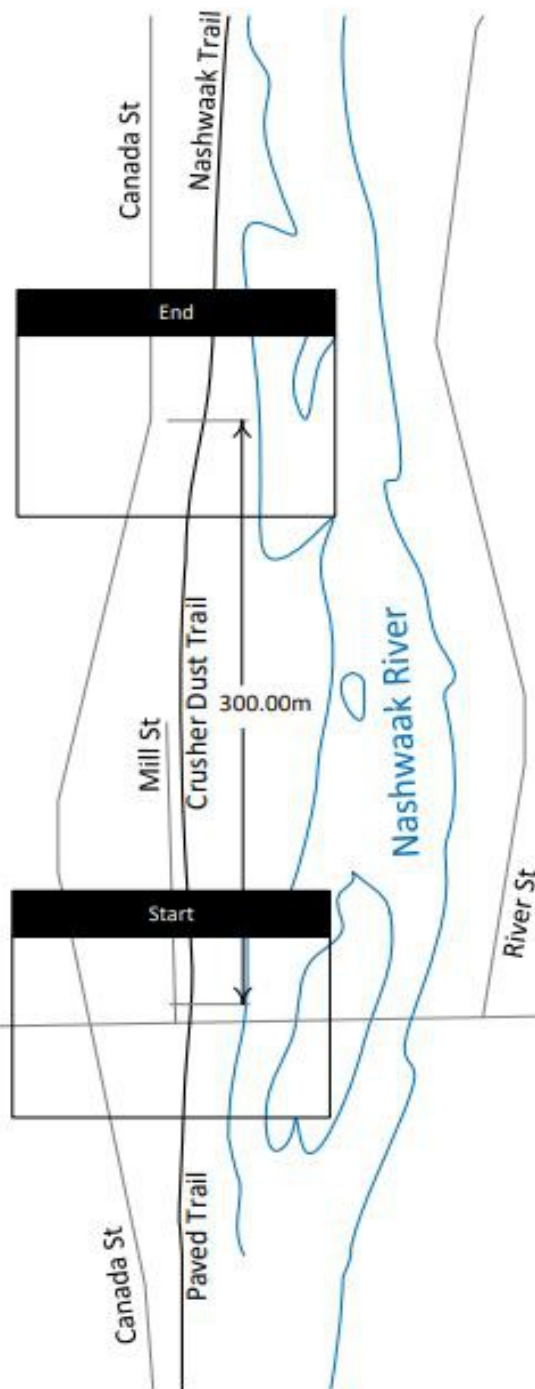 Canada St
Nashwaak Trail
End
Crusher Dust Trail
300.00m
Mill St
Nashwaak River
Start
River St
Canada St
Paved Trail